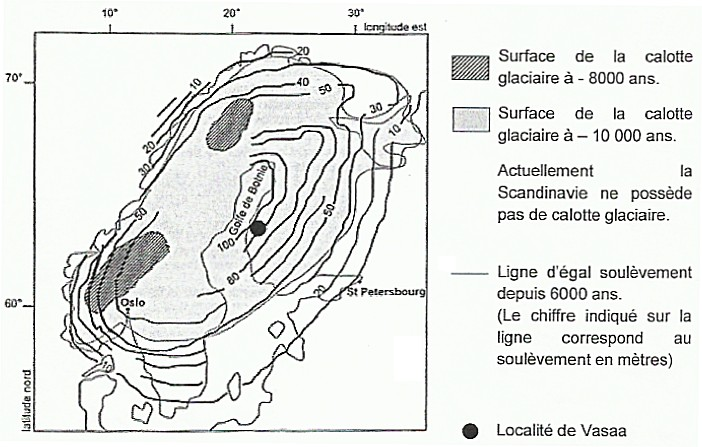 10°
20°
30°
longitude est
70°
60°
latitude nord
20
10
40
50
30
10
20
30
50
Golfe de Botnie
100
50
80
20
St Petersbourg
Oslo
Surface de la calotte
glaciaire à - 8000 ans.
Surface de la calotte
glaciaire à – 10 000 ans.
Actuellement la
Scandinavie ne possède
pas de calotte glaciaire.
Ligne d'égal soulèvement
depuis 6000 ans.
(Le chiffre indiqué sur la
ligne correspond au
soulèvement en mètres)
Localité de Vasaa